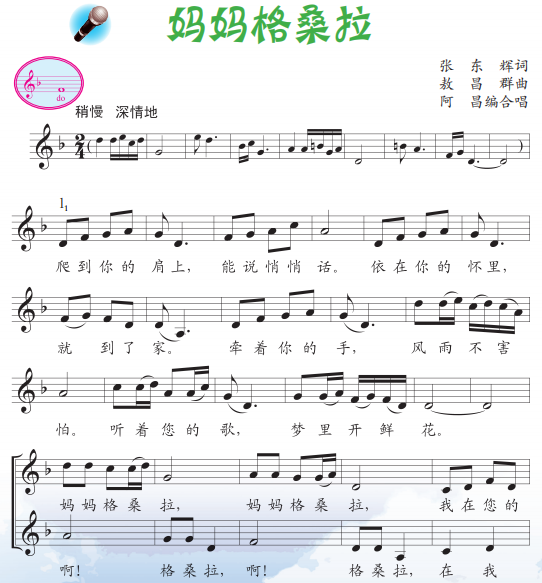 妈妈格桑拉
张东辉词
敖昌群曲
阿昌编合唱
do
稍慢 深情地
2/4
1₁
爬到你的肩上，能说悄悄话。依在你的怀里，
就到了家。牵着你的手，风雨不害
怕。听着您的歌，梦里开鲜花。
妈妈格桑拉，妈妈格桑拉，我在您的
啊！格桑拉，啊！格桑拉，在我